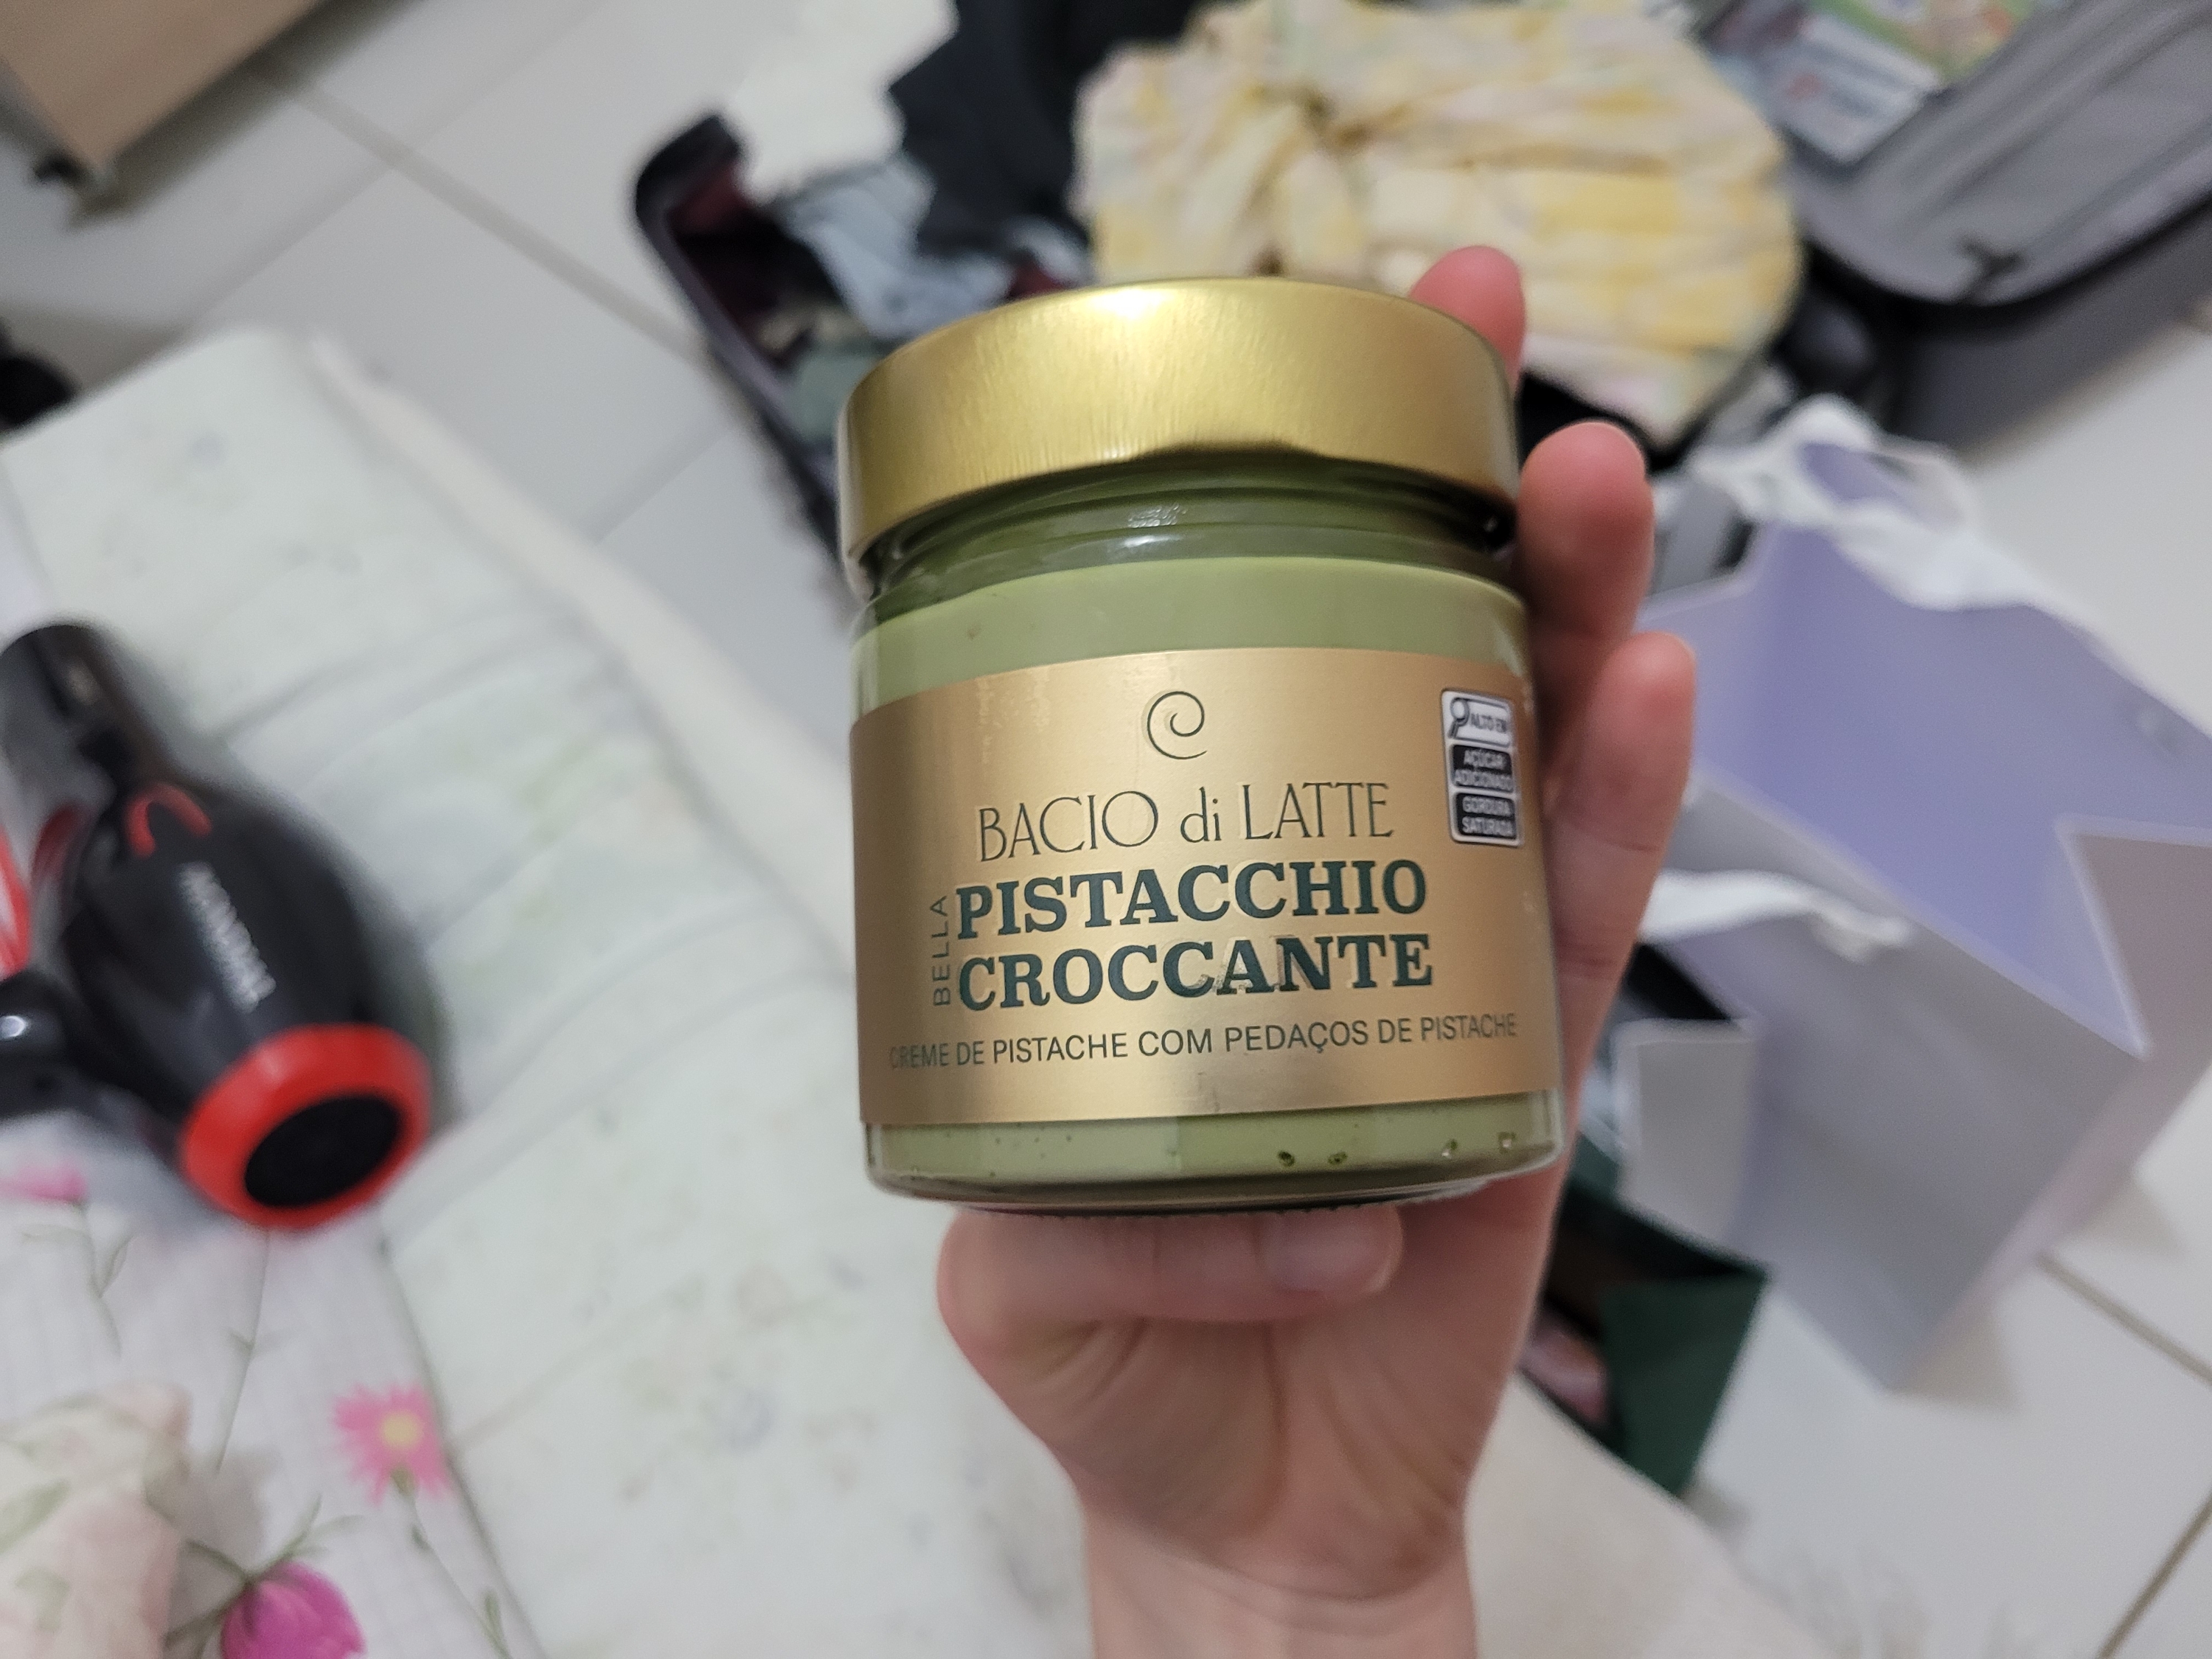 BACIO di LATTE
BELLA
PISTACCHIO
CROCCANTE
CREME DE PISTACHE COM PEDAÇOS DE PISTACHE
ALTO EM
AÇÚCAR
ADICIONADO
GORDURA
SATURADA
MONDIAL